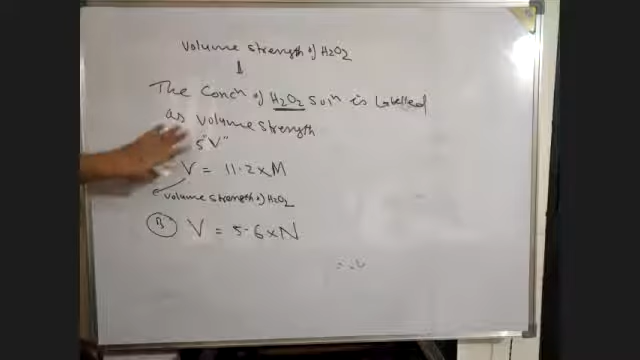 volume strength of H2O2
The Concn of H2O2 Soln is labelled
as volume strength
5"V"
V = 11.2 x M
volume strength of H2O2
B V = 5.6 x N